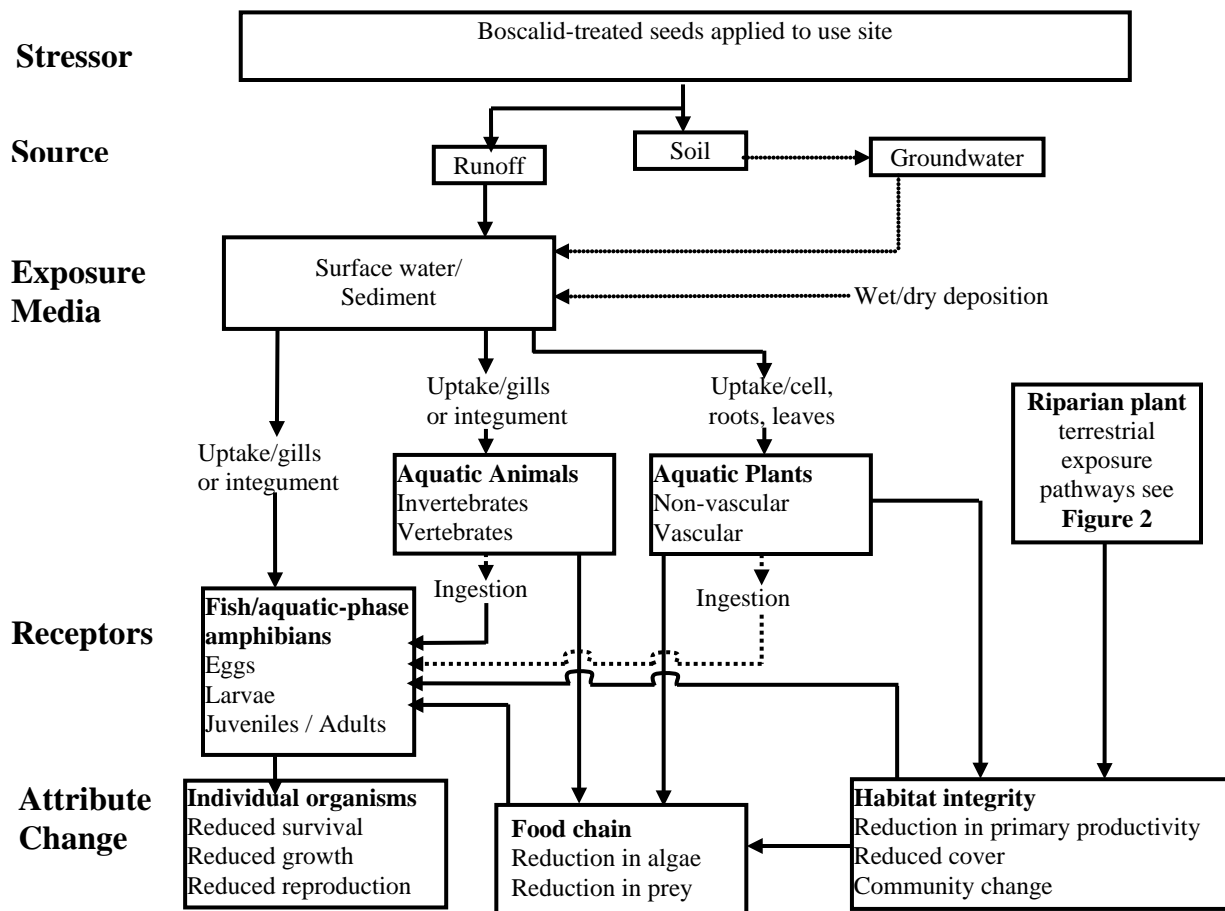 Stressor
Boscalid-treated seeds applied to use site
Source
Runoff
Soil
Groundwater
Exposure
Media
Surface water/
Sediment
Wet/dry deposition
Uptake/gills
or integument
Uptake/gills
or integument
Uptake/cell,
roots, leaves
Riparian plant
terrestrial
exposure
pathways see
Figure 2
Aquatic Animals
Invertebrates
Vertebrates
Aquatic Plants
Non-vascular
Vascular
Ingestion
Ingestion
Receptors
Fish/aquatic-phase
amphibians
Eggs
Larvae
Juveniles / Adults
Attribute
Change
Individual organisms
Reduced survival
Reduced growth
Reduced reproduction
Food chain
Reduction in algae
Reduction in prey
Habitat integrity
Reduction in primary productivity
Reduced cover
Community change